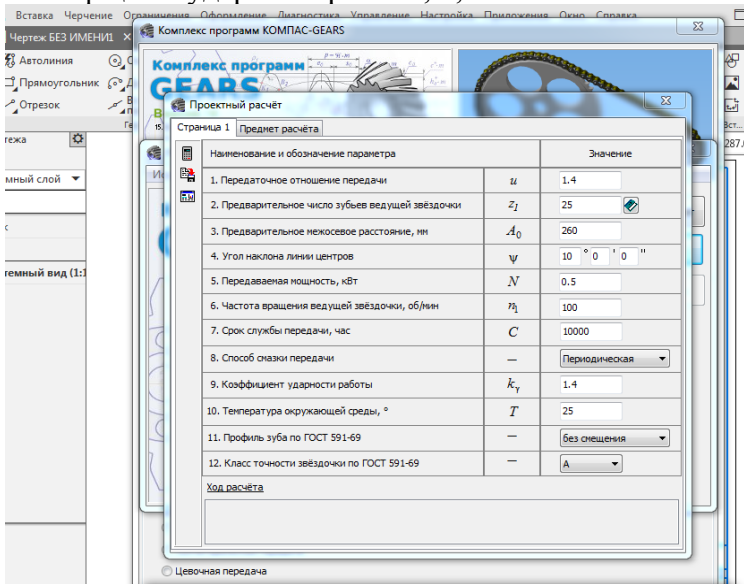 Вставка Черчение Ограничения Оформление Диагностика Управление Настройка Приложения Окно Справка
Чертеж БЕЗ ИМЕНИ1 ×
Комплекс программ КОМПАС-GEARS
Автолиния
Прямоугольник
Отрезок
Комплекс программ
GEARS
Проектный расчёт
Страница 1 Предмет расчёта
Наименование и обозначение параметра Значение
1. Передаточное отношение передачи u 1.4
2. Предварительное число зубьев ведущей звёздочки z1 25
3. Предварительное межосевое расстояние, мм A0 260
4. Угол наклона линии центров ψ 10 ° 0 ' 0 "
5. Передаваемая мощность, кВт N 0.5
6. Частота вращения ведущей звёздочки, об/мин n1 100
7. Срок службы передачи, час C 10000
8. Способ смазки передачи — Периодическая
9. Коэффициент ударности работы kγ 1.4
10. Температура окружающей среды, ° T 25
11. Профиль зуба по ГОСТ 591-69 — без смещения
12. Класс точности звёздочки по ГОСТ 591-69 — A
Ход расчёта
Цевочная передача